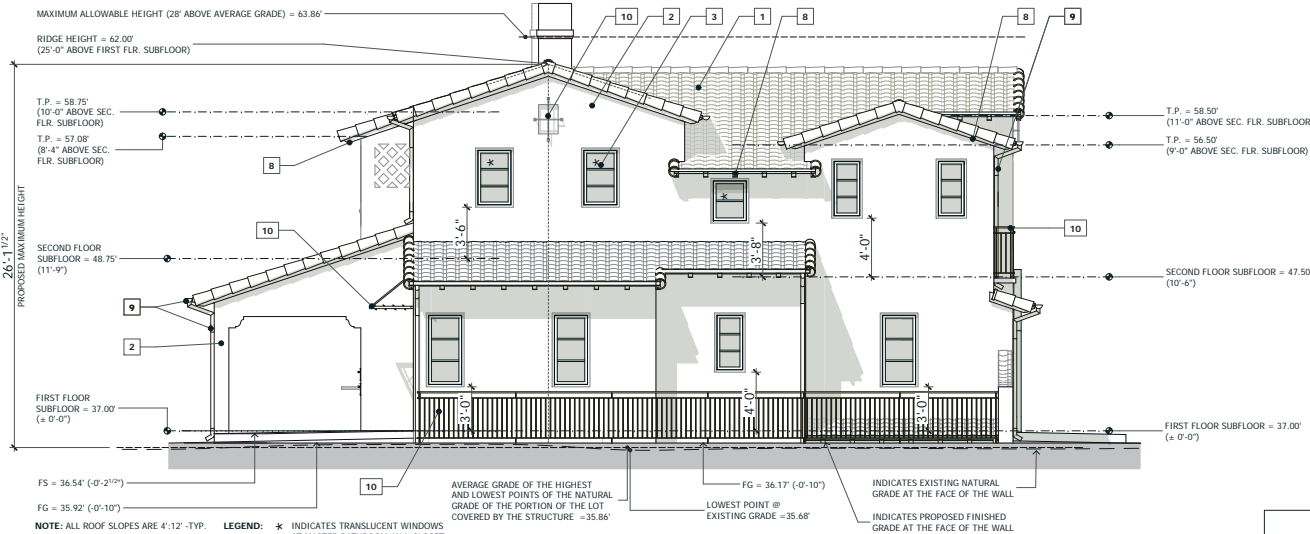 MAXIMUM ALLOWABLE HEIGHT (28' ABOVE AVERAGE GRADE) = 63.86'
RIDGE HEIGHT = 62.00'
(25'-0" ABOVE FIRST FLR. SUBFLOOR)
10
2
3
1
8
8
9
T.P. = 58.75'
(10'-0" ABOVE SEC.
FLR. SUBFLOOR)
T.P. = 57.08'
(8'-4" ABOVE SEC.
FLR. SUBFLOOR)
T.P. = 58.50'
(11'-0" ABOVE SEC. FLR. SUBFLOOR
T.P. = 56.50'
(9'-0" ABOVE SEC. FLR. SUBFLOOR)
8
10
10
26'-1 1/2"
PROPOSED MAXIMUM HEIGHT
3'-6"
3'-8"
4'-0"
SECOND FLOOR
SUBFLOOR = 48.75'
(11'-9")
SECOND FLOOR SUBFLOOR = 47.50
(10'-6")
9
2
3'-0"
4'-0"
3'-0"
FIRST FLOOR
SUBFLOOR = 37.00'
(± 0'-0")
FIRST FLOOR SUBFLOOR = 37.00'
(± 0'-0")
FS = 36.54' (-0'-2 1/2")
FG = 35.92' (-0'-10")
10
AVERAGE GRADE OF THE HIGHEST
AND LOWEST POINTS OF THE NATURAL
GRADE OF THE PORTION OF THE LOT
COVERED BY THE STRUCTURE =35.86'
FG = 36.17' (-0'-10")
LOWEST POINT @
EXISTING GRADE =35.68'
INDICATES EXISTING NATURAL
GRADE AT THE FACE OF THE WALL
INDICATES PROPOSED FINISHED
GRADE AT THE FACE OF THE WALL
NOTE: ALL ROOF SLOPES ARE 4':12' -TYP.
LEGEND: * INDICATES TRANSLUCENT WINDOWS